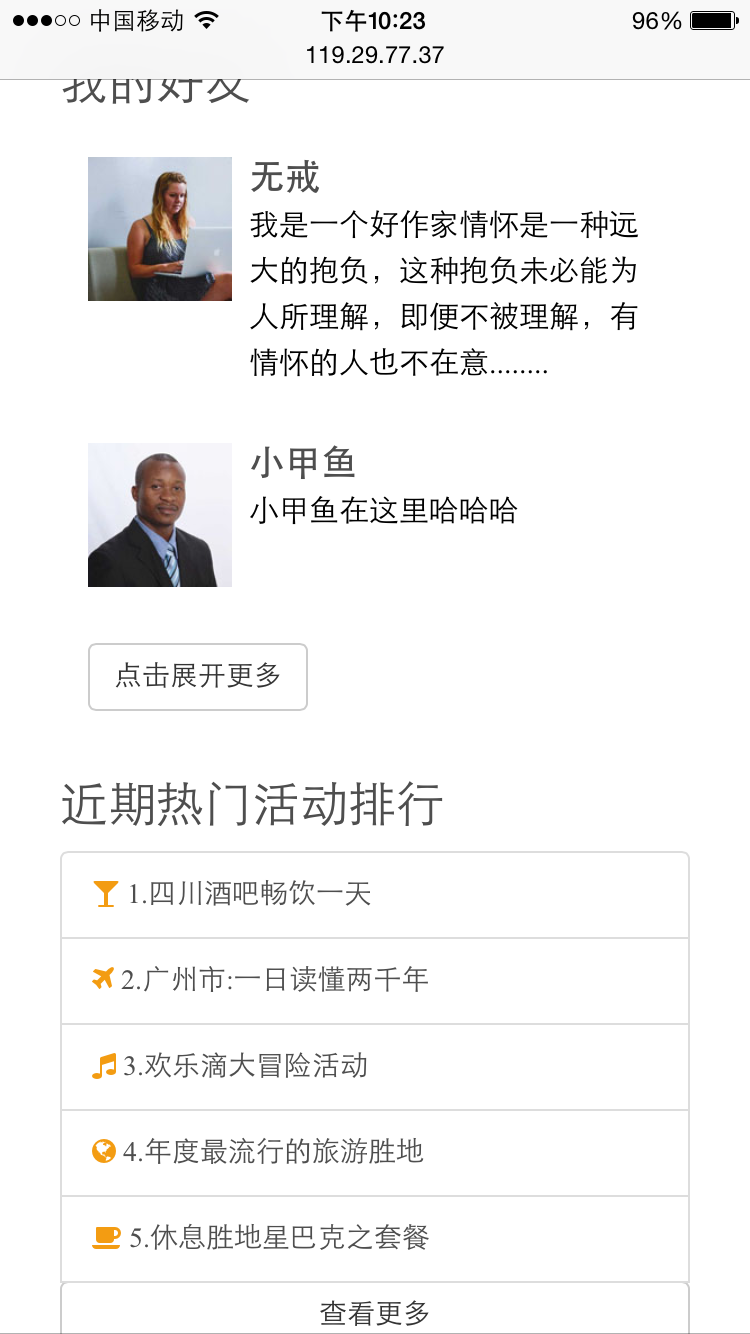 中国移动 下午10:23 96%
119.29.77.37
我的好友
无戒
我是一个好作家情怀是一种远
大的抱负，这种抱负未必能为
人所理解，即便不被理解，有
情怀的人也不在意........
小甲鱼
小甲鱼在这里哈哈哈
点击展开更多
近期热门活动排行
1.四川酒吧畅饮一天
2.广州市:一日读懂两千年
3.欢乐滴大冒险活动
4.年度最流行的旅游胜地
5.休息胜地星巴克之套餐
查看更多